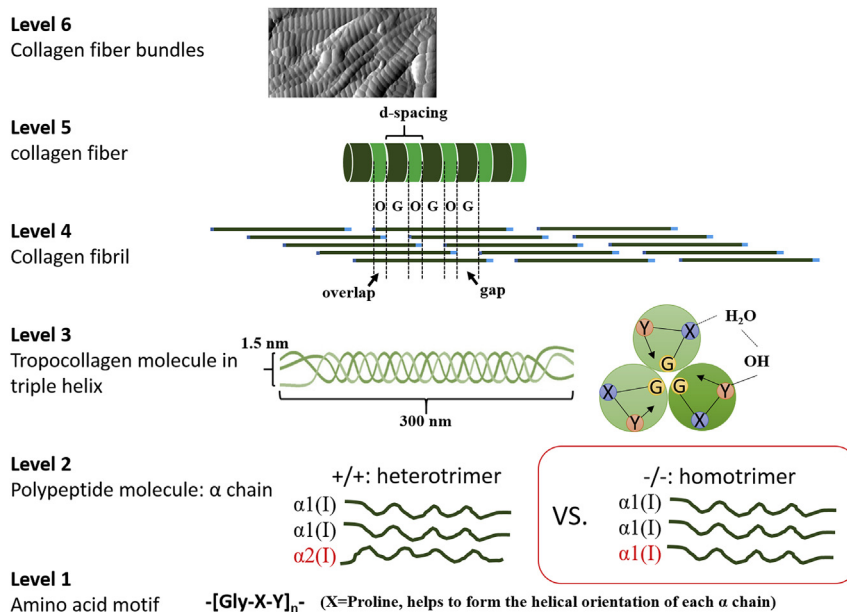 Level 6
Collagen fiber bundles
d-spacing
Level 5
collagen fiber
O G O G O G
Level 4
Collagen fibril
overlap
gap
Level 3
Tropocollagen molecule in
triple helix
1.5 nm
300 nm
Y X G
H₂O
OH
X Y G
G Y X
Level 2
Polypeptide molecule: α chain
+/+: heterotrimer
α1(I)
α1(I)
α2(I)
VS.
-/-: homotrimer
α1(I)
α1(I)
α1(I)
Level 1
Amino acid motif -[Gly-X-Y]ₙ- (X=Proline, helps to form the helical orientation of each α chain)